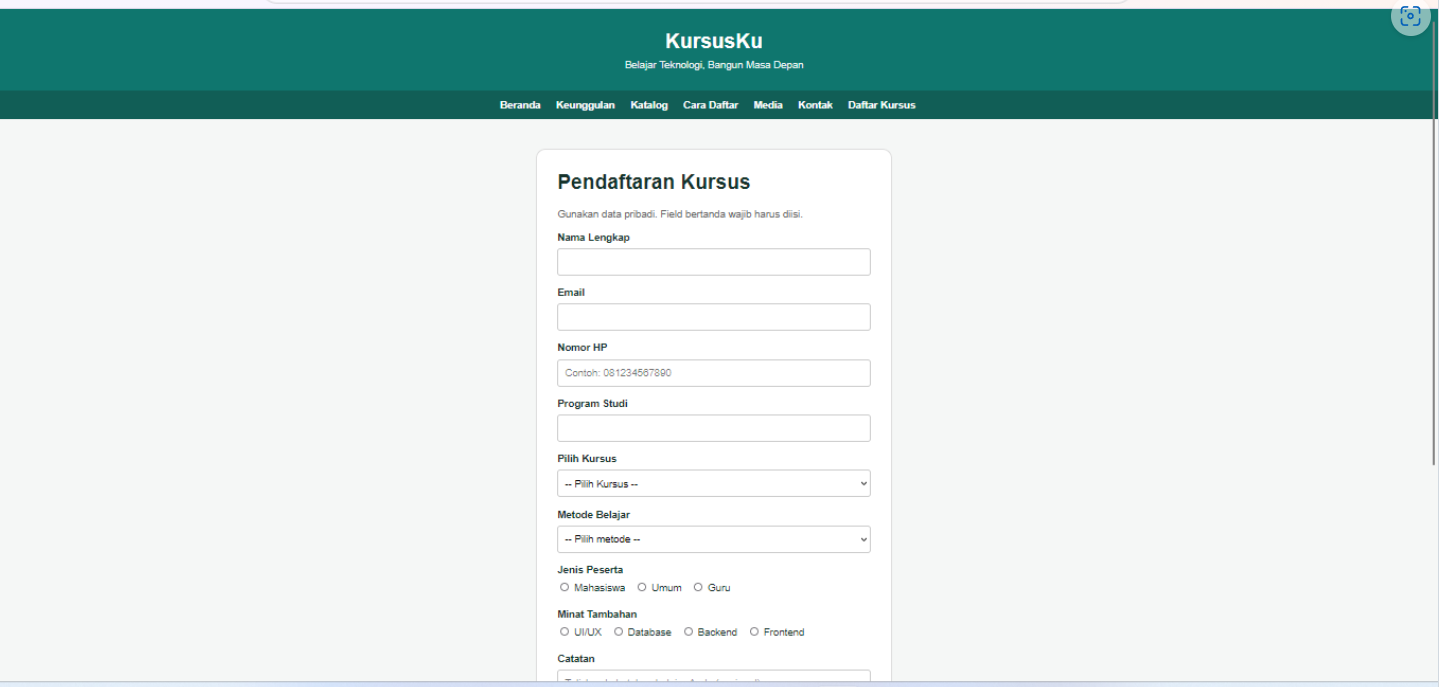 KursusKu
Belajar Teknologi, Bangun Masa Depan
Beranda Keunggulan Katalog Cara Daftar Media Kontak Daftar Kursus
Pendaftaran Kursus
Gunakan data pribadi. Field bertanda wajib harus diisi.
Nama Lengkap
Email
Nomor HP
Contoh: 081234567890
Program Studi
Pilih Kursus
-- Pilih Kursus --
Metode Belajar
-- Pilih metode --
Jenis Peserta
Mahasiswa Umum Guru
Minat Tambahan
UI/UX Database Backend Frontend
Catatan